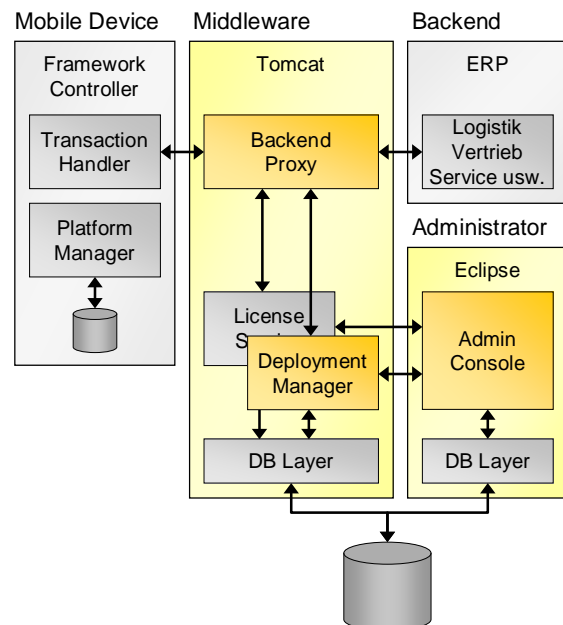 Mobile Device
Framework
Controller
Transaction
Handler
Platform
Manager
Middleware
Tomcat
Backend
Proxy
License
Deployment
Manager
DB Layer
Backend
ERP
Logistik
Vertrieb
Service usw.
Administrator
Eclipse
Admin
Console
DB Layer